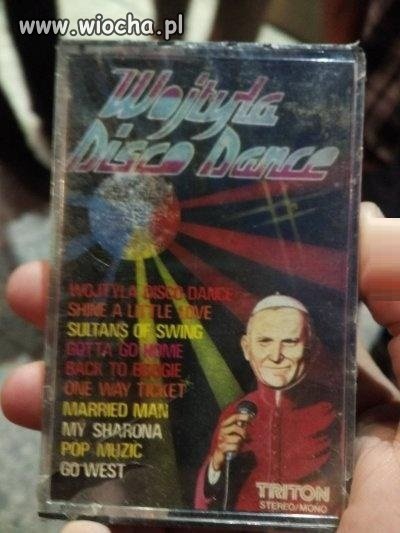 www.wiocha.pl
Wojtyła
Disco Dance
WOJTYLA DISCO DANCE
SHINE A LITTLE LOVE
SULTANS OF SWING
GOTTA GO HOME
BACK TO BOOGIE
ONE WAY TICKET
MARRIED MAN
MY SHARONA
POP MUZIC
GO WEST
TRITON
STEREO/MONO